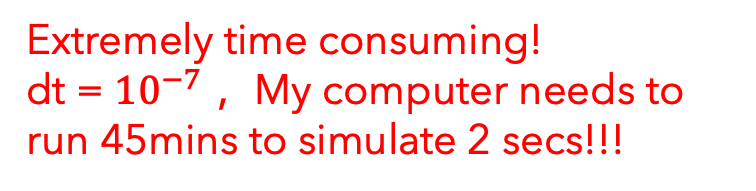 Extremely time consuming!
dt = 10⁻⁷ , My computer needs to
run 45mins to simulate 2 secs!!!